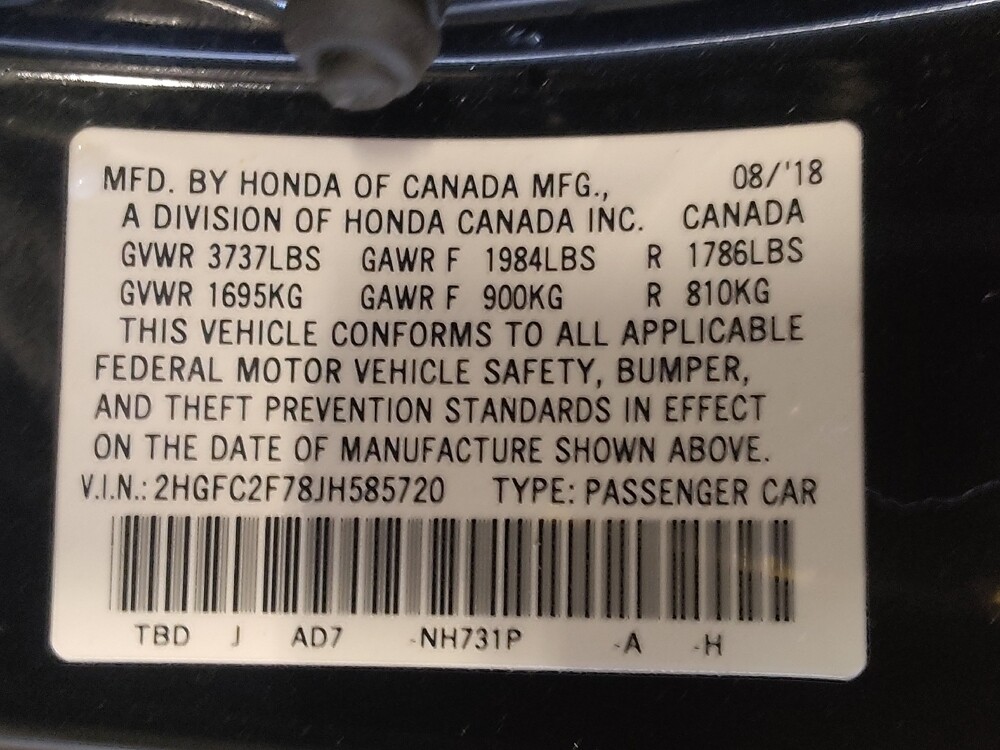 MFD. BY HONDA OF CANADA MFG., 08/'18
A DIVISION OF HONDA CANADA INC. CANADA
GVWR 3737LBS GAWR F 1984LBS R 1786LBS
GVWR 1695KG GAWR F 900KG R 810KG
THIS VEHICLE CONFORMS TO ALL APPLICABLE
FEDERAL MOTOR VEHICLE SAFETY, BUMPER,
AND THEFT PREVENTION STANDARDS IN EFFECT
ON THE DATE OF MANUFACTURE SHOWN ABOVE.
V.I.N.: 2HGFC2F78JH585720 TYPE: PASSENGER CAR
TBD J AD7 -NH731P -A -H